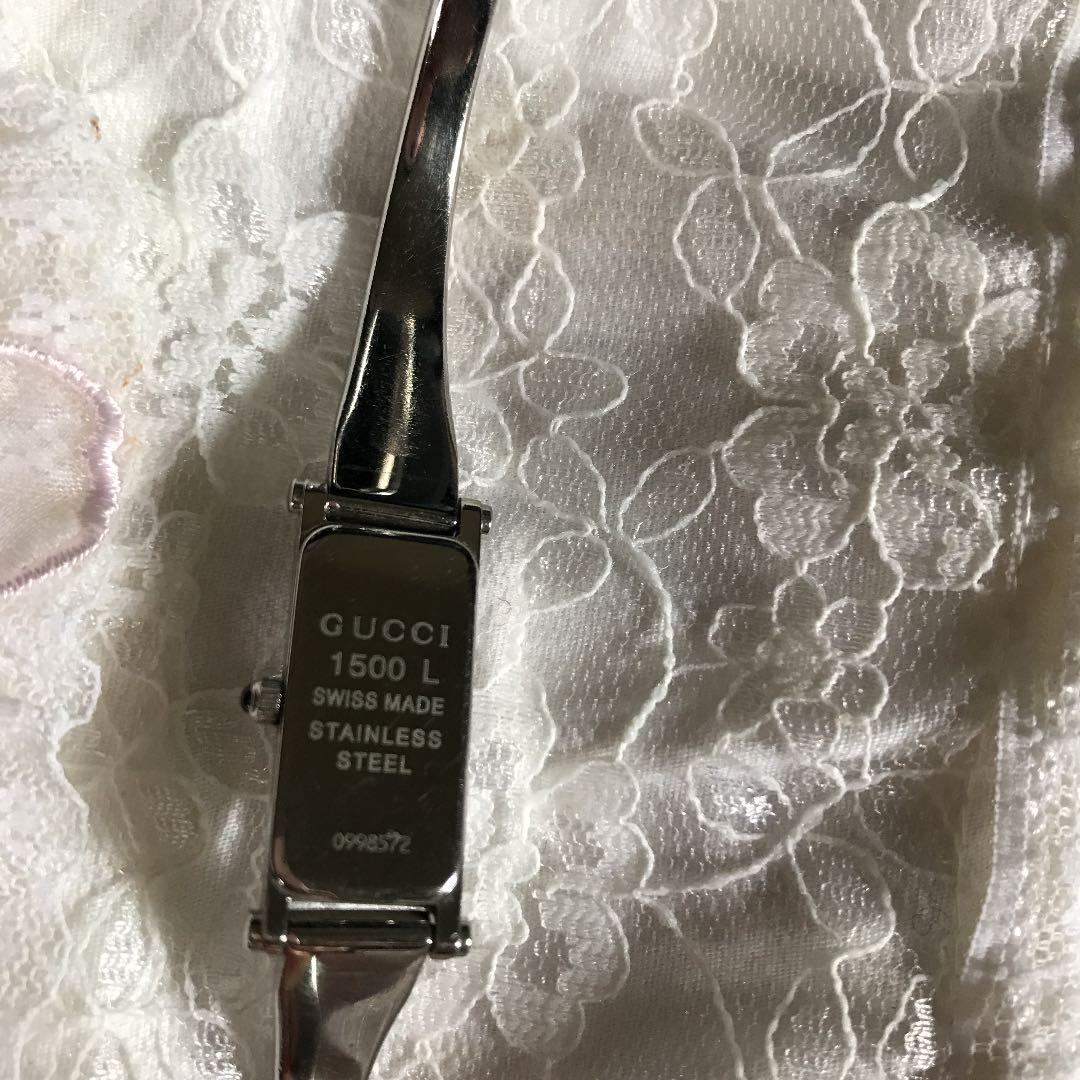 GUCCI
1500 L
SWISS MADE
STAINLESS
STEEL
0998572